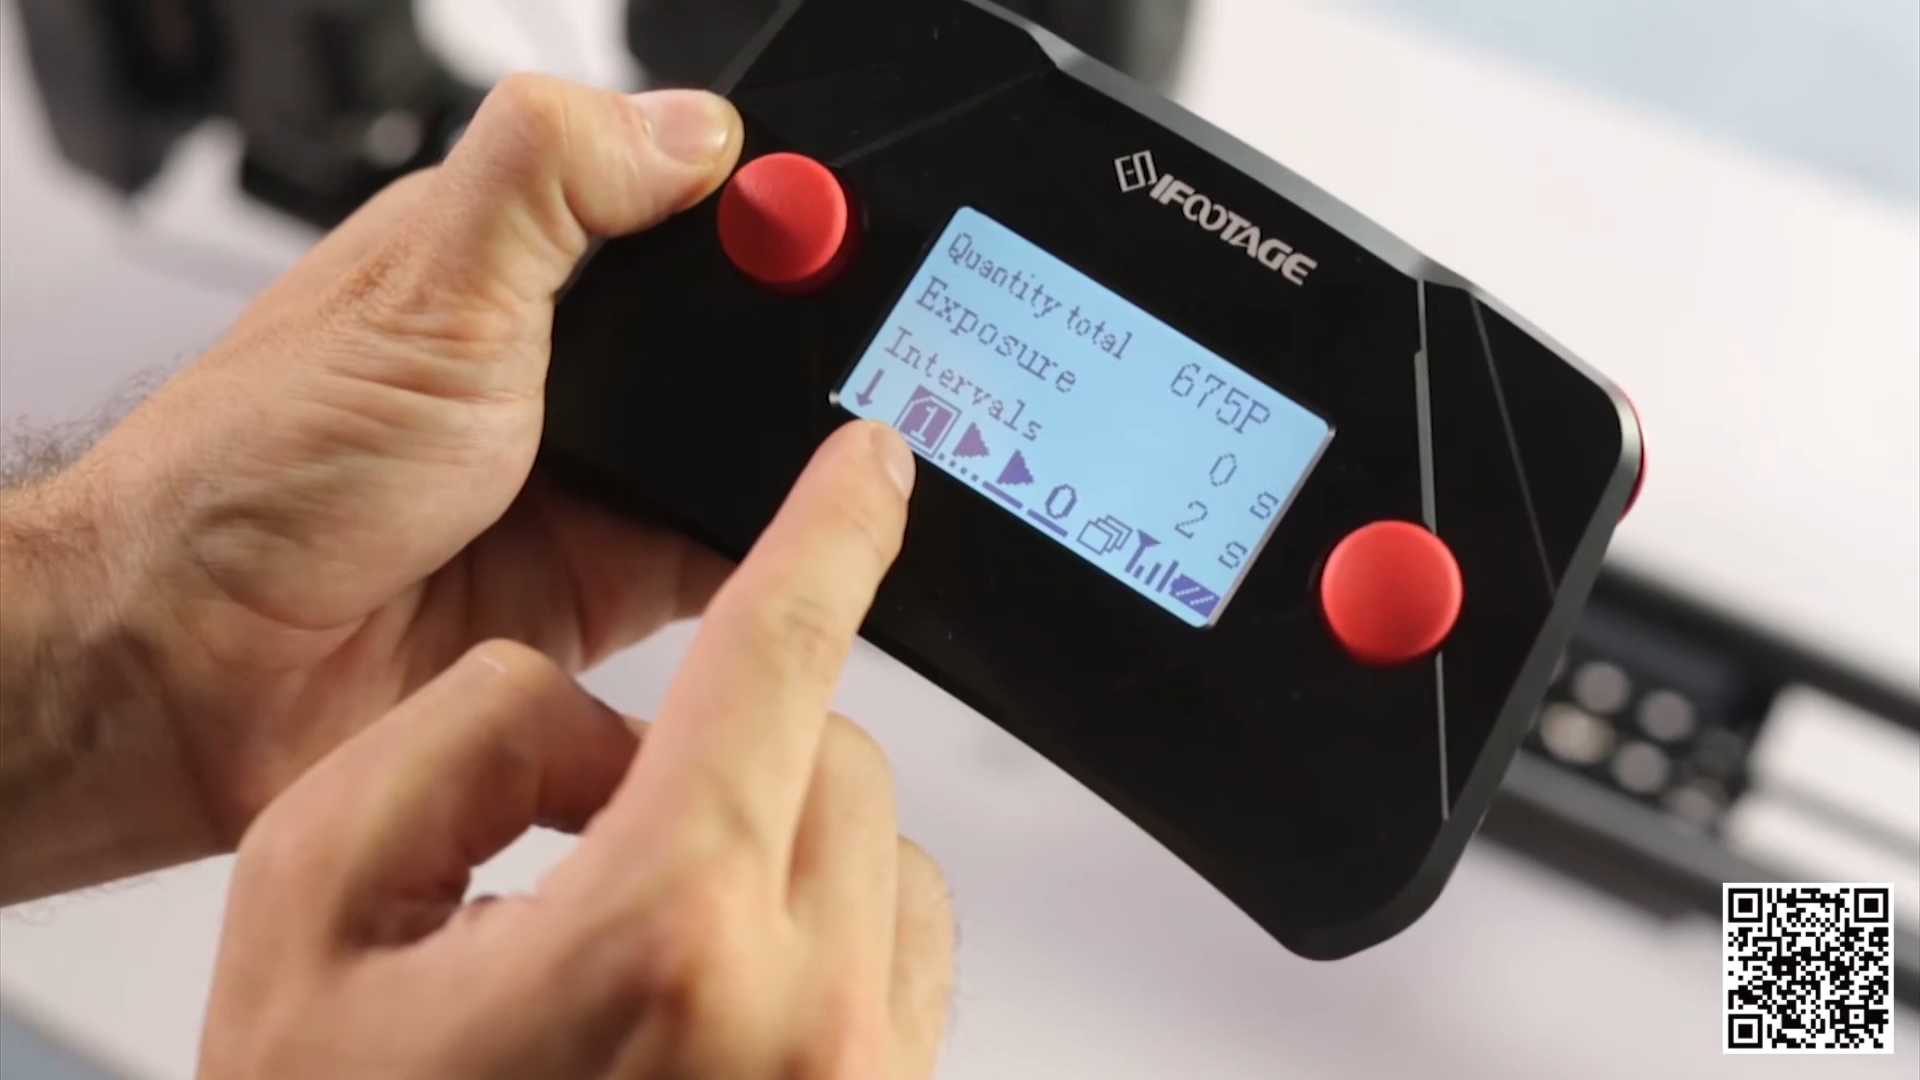 IFOOTAGE
Quantity total 675P
Exposure 0 s
Intervals 2 s
1 0